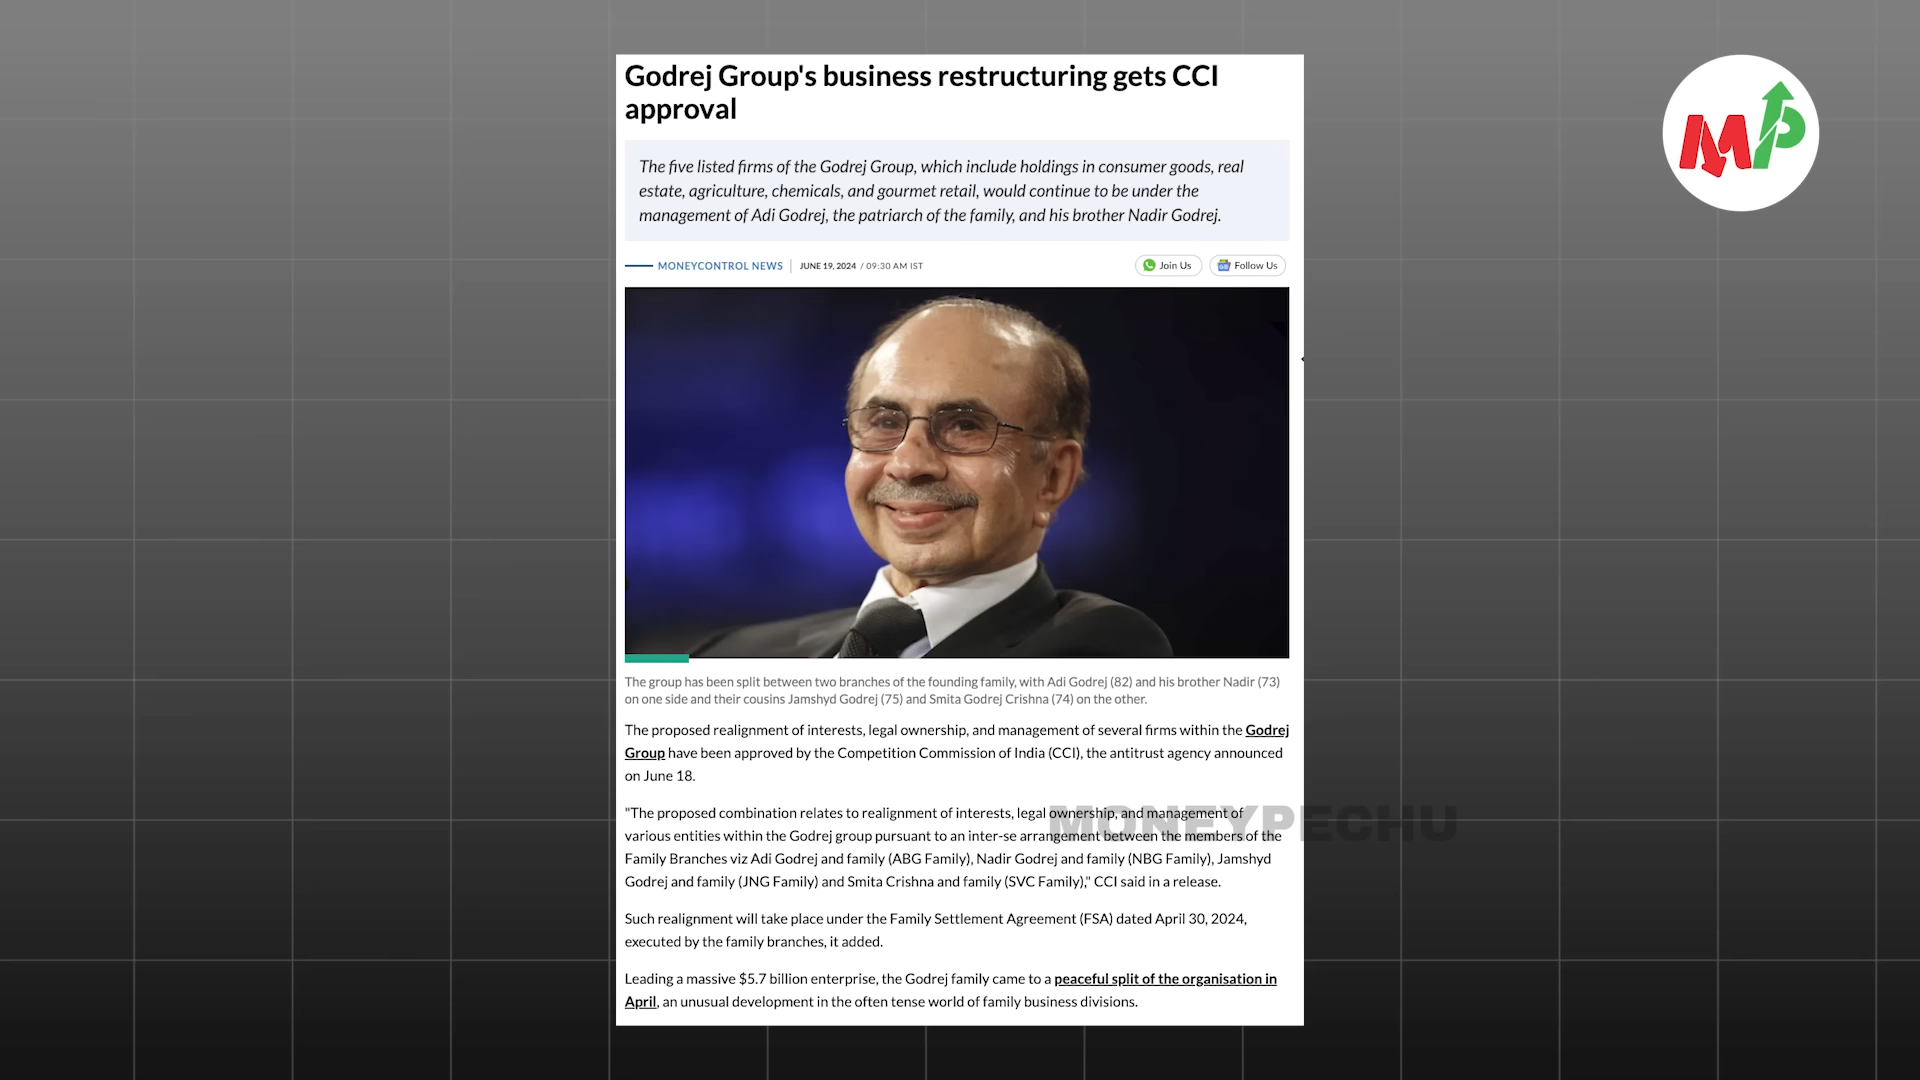 Godrej Group's business restructuring gets CCI
approval
The five listed firms of the Godrej Group, which include holdings in consumer goods, real
estate, agriculture, chemicals, and gourmet retail, would continue to be under the
management of Adi Godrej, the patriarch of the family, and his brother Nadir Godrej.
MONEYCONTROL NEWS | JUNE 19, 2024 / 09:30 AM IST
Join Us
Follow Us
MP
The group has been split between two branches of the founding family, with Adi Godrej (82) and his brother Nadir (73)
on one side and their cousins Jamshyd Godrej (75) and Smita Godrej Crishna (74) on the other.
The proposed realignment of interests, legal ownership, and management of several firms within the Godrej
Group have been approved by the Competition Commission of India (CCI), the antitrust agency announced
on June 18.
"The proposed combination relates to realignment of interests, legal ownership, and management of
various entities within the Godrej group pursuant to an inter-se arrangement between the members of the
Family Branches viz Adi Godrej and family (ABG Family), Nadir Godrej and family (NBG Family), Jamshyd
Godrej and family (JNG Family) and Smita Crishna and family (SVC Family)," CCI said in a release.
MONEYPECHU
Such realignment will take place under the Family Settlement Agreement (FSA) dated April 30, 2024,
executed by the family branches, it added.
Leading a massive $5.7 billion enterprise, the Godrej family came to a peaceful split of the organisation in
April, an unusual development in the often tense world of family business divisions.